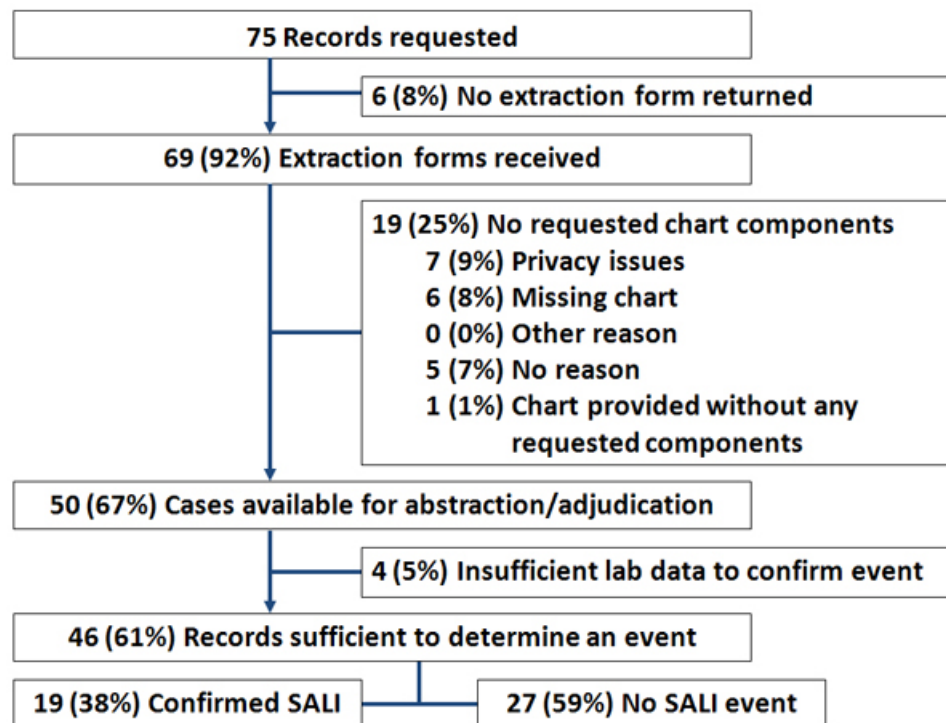 75 Records requested
6 (8%) No extraction form returned
69 (92%) Extraction forms received
19 (25%) No requested chart components
7 (9%) Privacy issues
6 (8%) Missing chart
0 (0%) Other reason
5 (7%) No reason
1 (1%) Chart provided without any
requested components
50 (67%) Cases available for abstraction/adjudication
4 (5%) Insufficient lab data to confirm event
46 (61%) Records sufficient to determine an event
19 (38%) Confirmed SALI
27 (59%) No SALI event